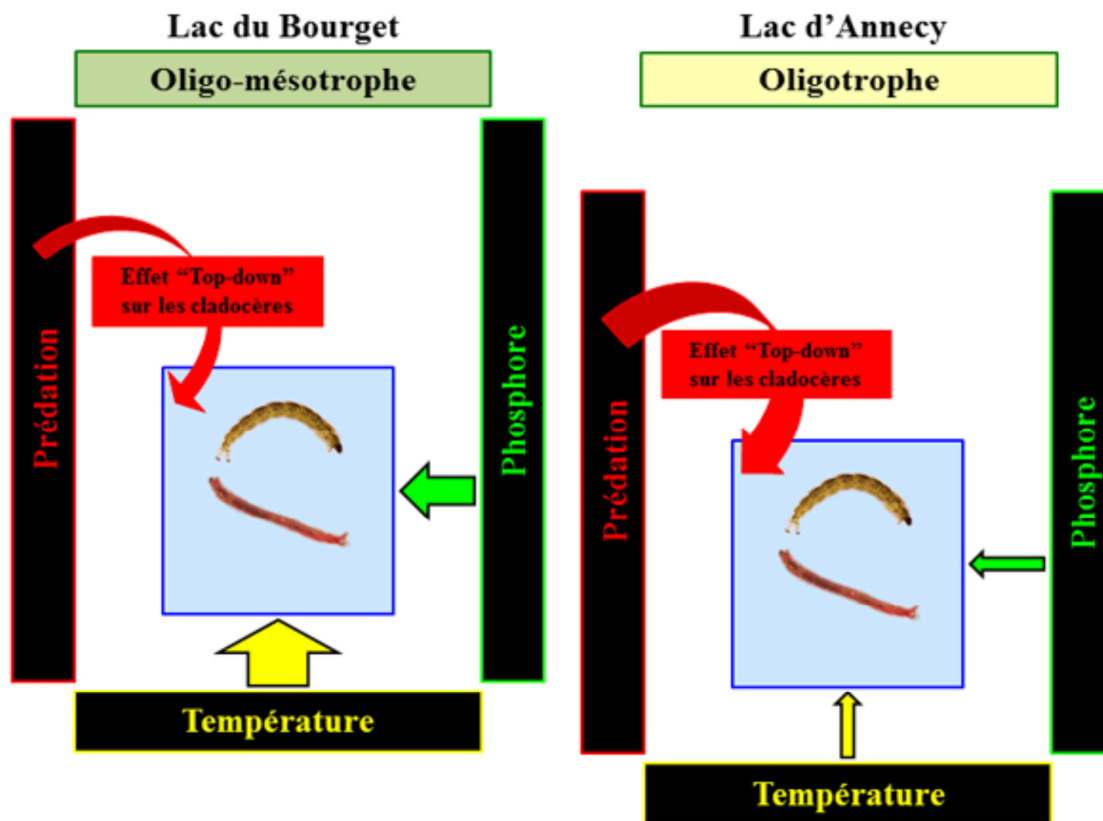 Lac du Bourget
Oligo-mésotrophe
Prédation
Effet “Top-down”
sur les cladocères
Phosphore
Température
Lac d’Annecy
Oligotrophe
Prédation
Effet “Top-down”
sur les cladocères
Phosphore
Température